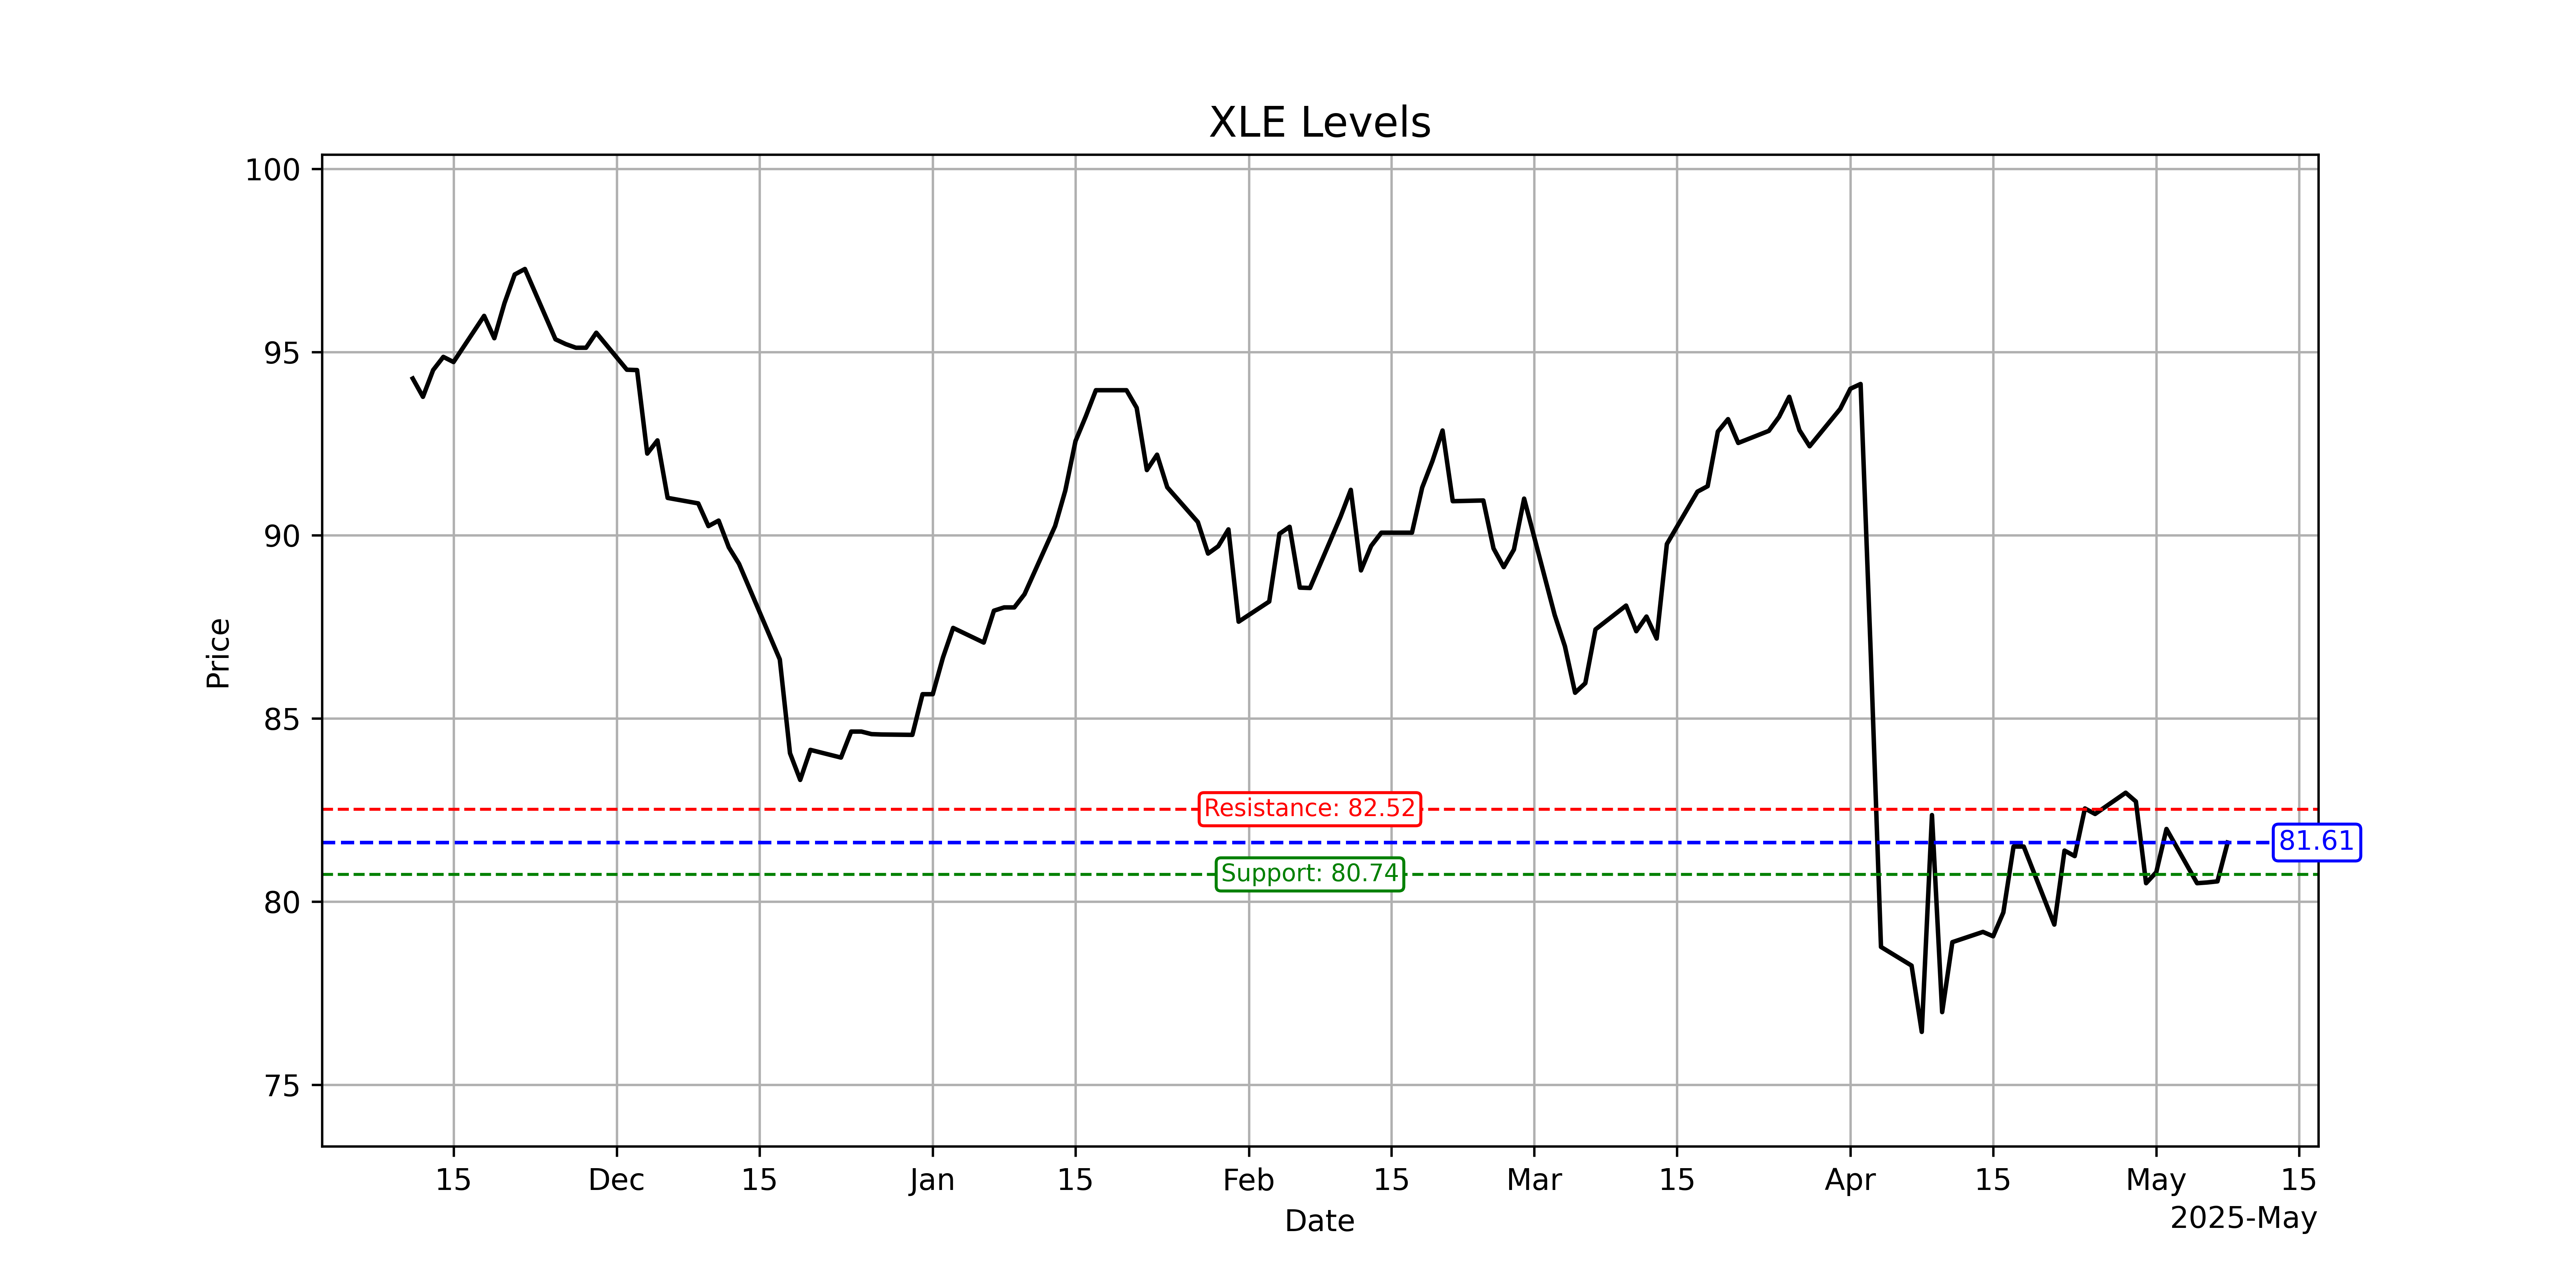 XLE Levels
100
95
90
85
80
75
Price
Resistance: 82.52
81.61
Support: 80.74
15 Dec 15 Jan 15 Feb 15 Mar 15 Apr 15 May 15
Date
2025-May